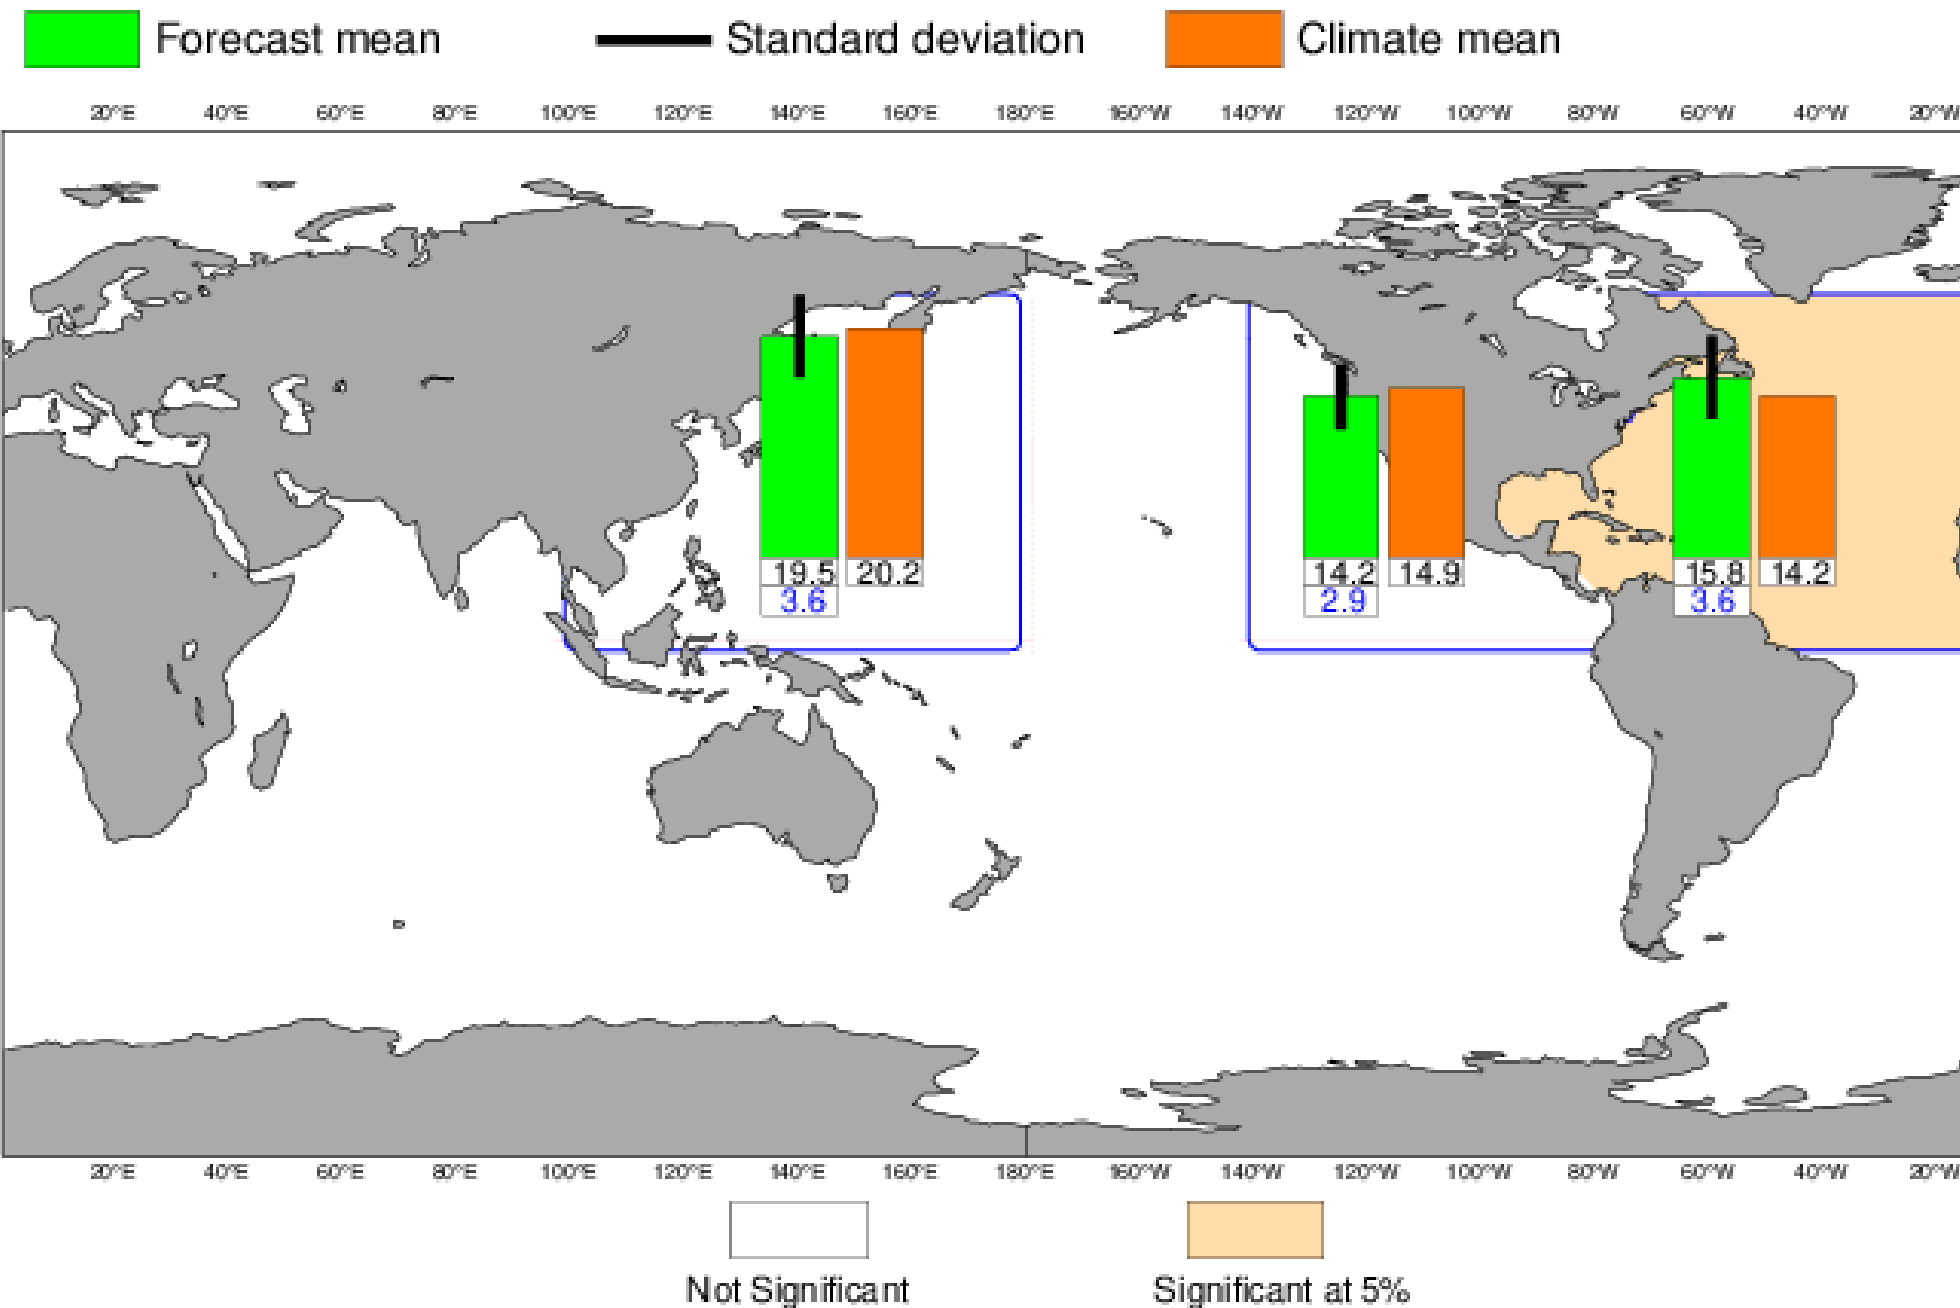 Forecast mean Standard deviation Climate mean
20°E 40°E 60°E 80°E 100°E 120°E 140°E 160°E 180°E 160°W 140°W 120°W 100°W 80°W 60°W 40°W 20°W
19.5 20.2 14.2 14.9 15.8 14.2
3.6 2.9 3.6
20°E 40°E 60°E 80°E 100°E 120°E 140°E 160°E 180°E 160°W 140°W 120°W 100°W 80°W 60°W 40°W 20°W
Not Significant Significant at 5%